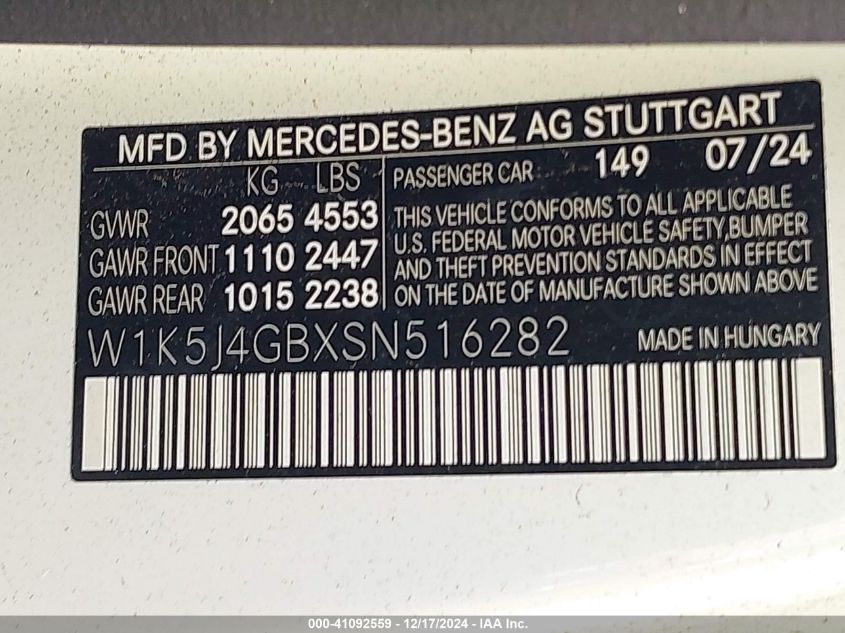 MFD BY MERCEDES-BENZ AG STUTTGART
KG LBS
GVWR 2065 4553
GAWR FRONT 1110 2447
GAWR REAR 1015 2238
PASSENGER CAR 149 07/24
THIS VEHICLE CONFORMS TO ALL APPLICABLE
U.S. FEDERAL MOTOR VEHICLE SAFETY,BUMPER
AND THEFT PREVENTION STANDARDS IN EFFECT
ON THE DATE OF MANUFACTURE SHOWN ABOVE
W1K5J4GBXSN516282
MADE IN HUNGARY
000-41092559 - 12/17/2024 - IAA Inc.